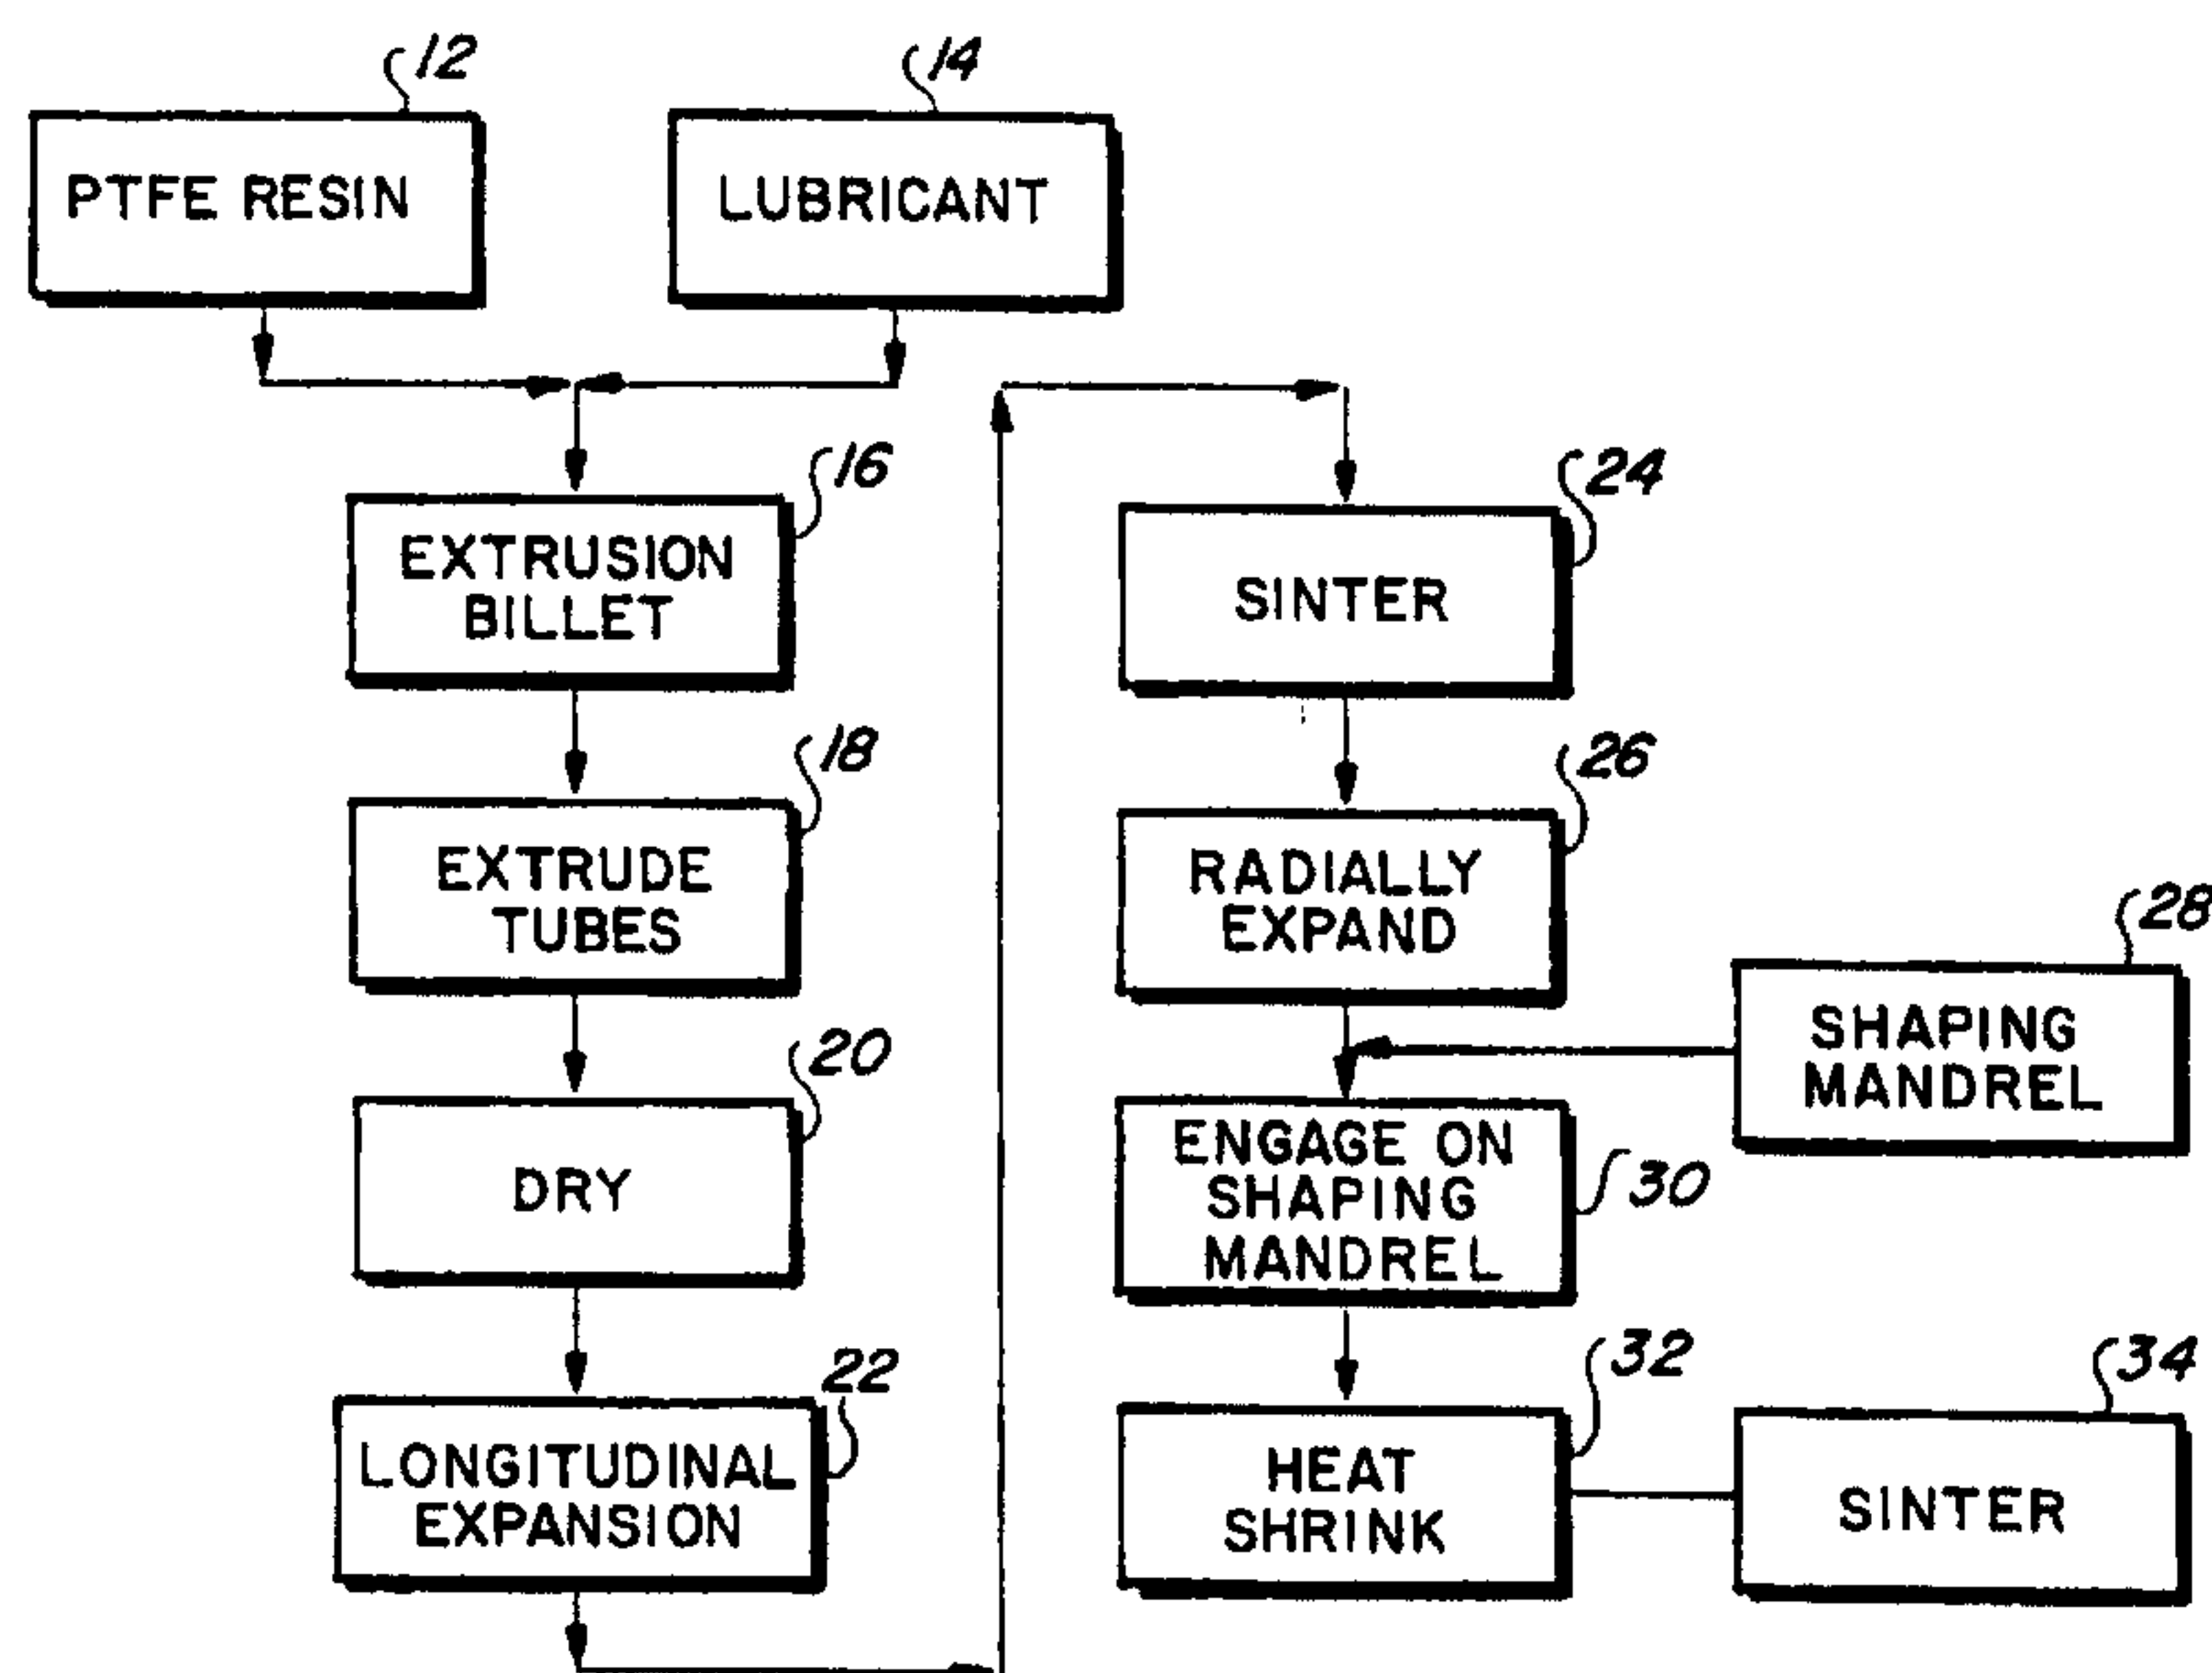 12
PTFE RESIN
14
LUBRICANT
16
EXTRUSION
BILLET
18
EXTRUDE
TUBES
20
DRY
22
LONGITUDINAL
EXPANSION
24
SINTER
26
RADIALLY
EXPAND
28
SHAPING
MANDREL
30
ENGAGE ON
SHAPING
MANDREL
32
HEAT
SHRINK
34
SINTER